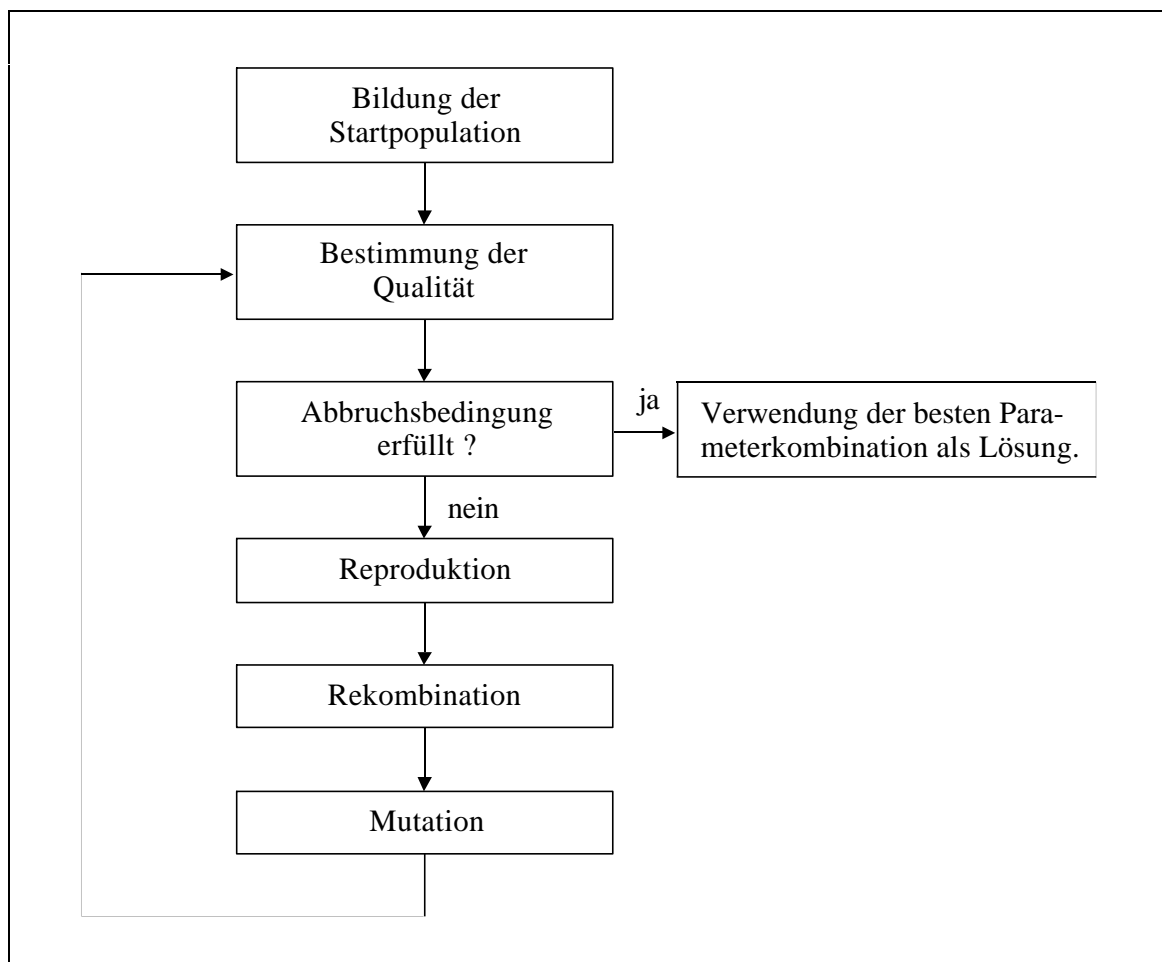 Bildung der
Startpopulation
Bestimmung der
Qualität
Abbruchsbedingung
erfüllt ?
ja
Verwendung der besten Para-
meterkombination als Lösung.
nein
Reproduktion
Rekombination
Mutation